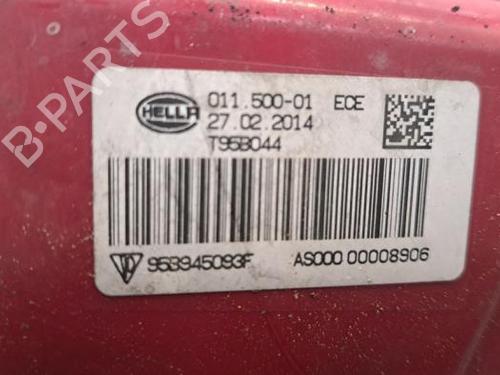 B-PARTS
HELLA
011.500-01 ECE
27.02.2014
T95B044
95B945093F
AS000 00008906